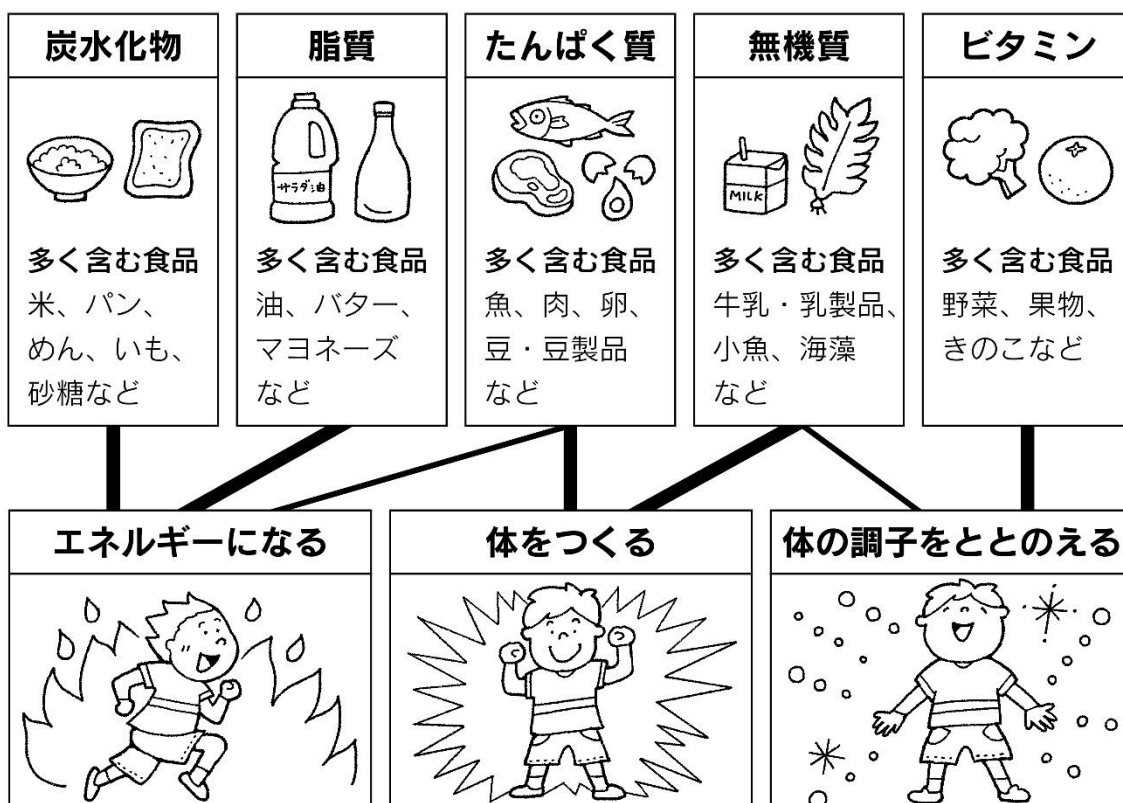 炭水化物
多く含む食品
米、パン、
めん、いも、
砂糖など
脂質
サラダ油
多く含む食品
油、バター、
マヨネーズ
など
たんぱく質
多く含む食品
魚、肉、卵、
豆・豆製品
など
無機質
MILK
多く含む食品
牛乳・乳製品、
小魚、海藻
など
ビタミン
多く含む食品
野菜、果物、
きのこなど
エネルギーになる
体をつくる
体の調子をととのえる